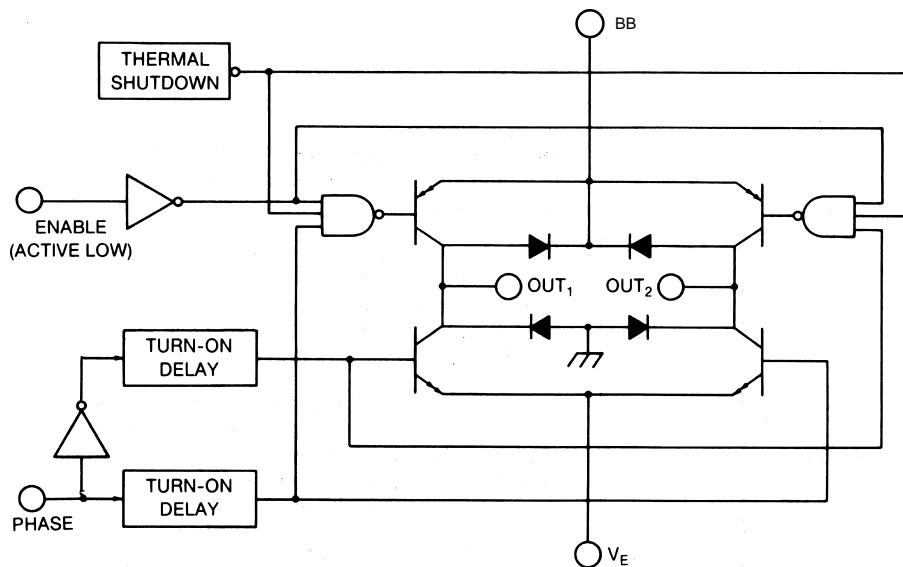 BB
THERMAL
SHUTDOWN
ENABLE
(ACTIVE LOW)
OUT1
OUT2
TURN-ON
DELAY
TURN-ON
DELAY
PHASE
VE